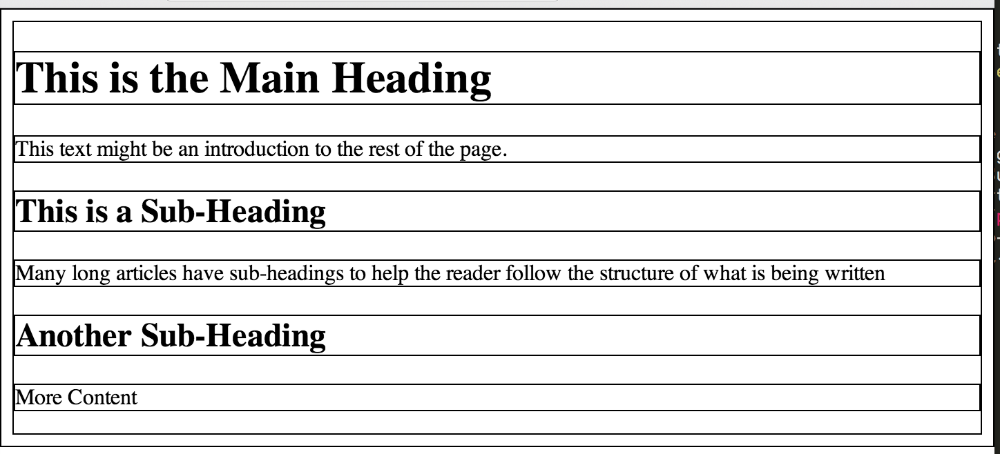 This is the Main Heading
This text might be an introduction to the rest of the page.
This is a Sub-Heading
Many long articles have sub-headings to help the reader follow the structure of what is being written
Another Sub-Heading
More Content